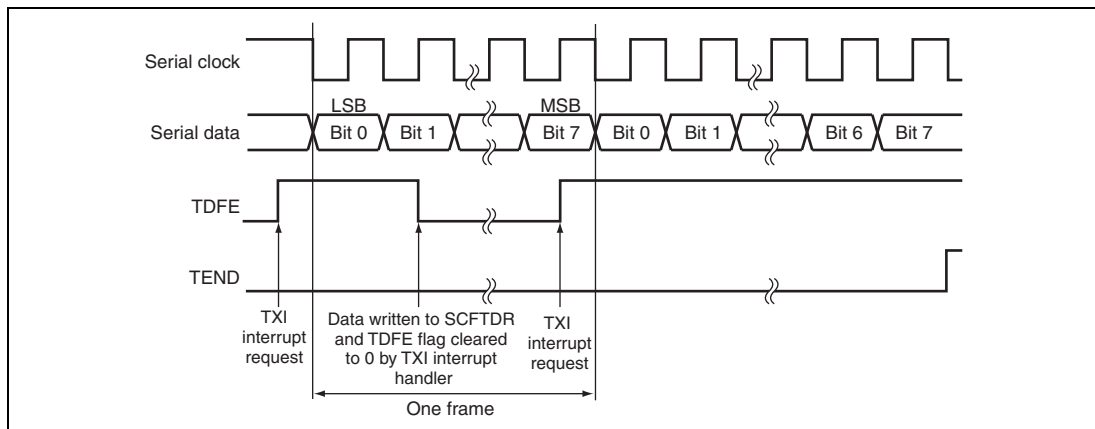 Serial clock
LSB
MSB
Serial data
Bit 0
Bit 1
Bit 7
Bit 0
Bit 1
Bit 6
Bit 7
TDFE
TEND
TXI
interrupt
request
Data written to SCFTDR
and TDFE flag cleared
to 0 by TXI interrupt
handler
TXI
interrupt
request
One frame